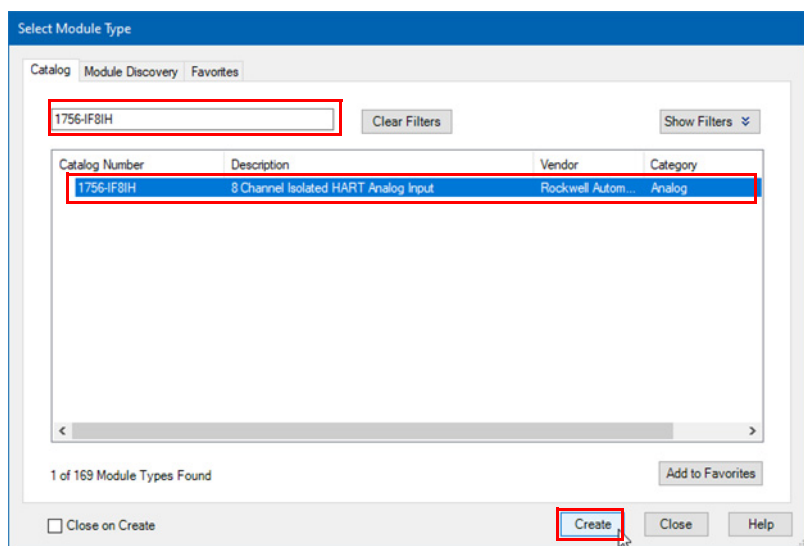 Select Module Type
Catalog Module Discovery Favorites
1756-IF8IH Clear Filters Show Filters
Catalog Number Description Vendor Category
1756-IF8IH 8 Channel Isolated HART Analog Input Rockwell Autom... Analog
1 of 169 Module Types Found Add to Favorites
Close on Create Create Close Help